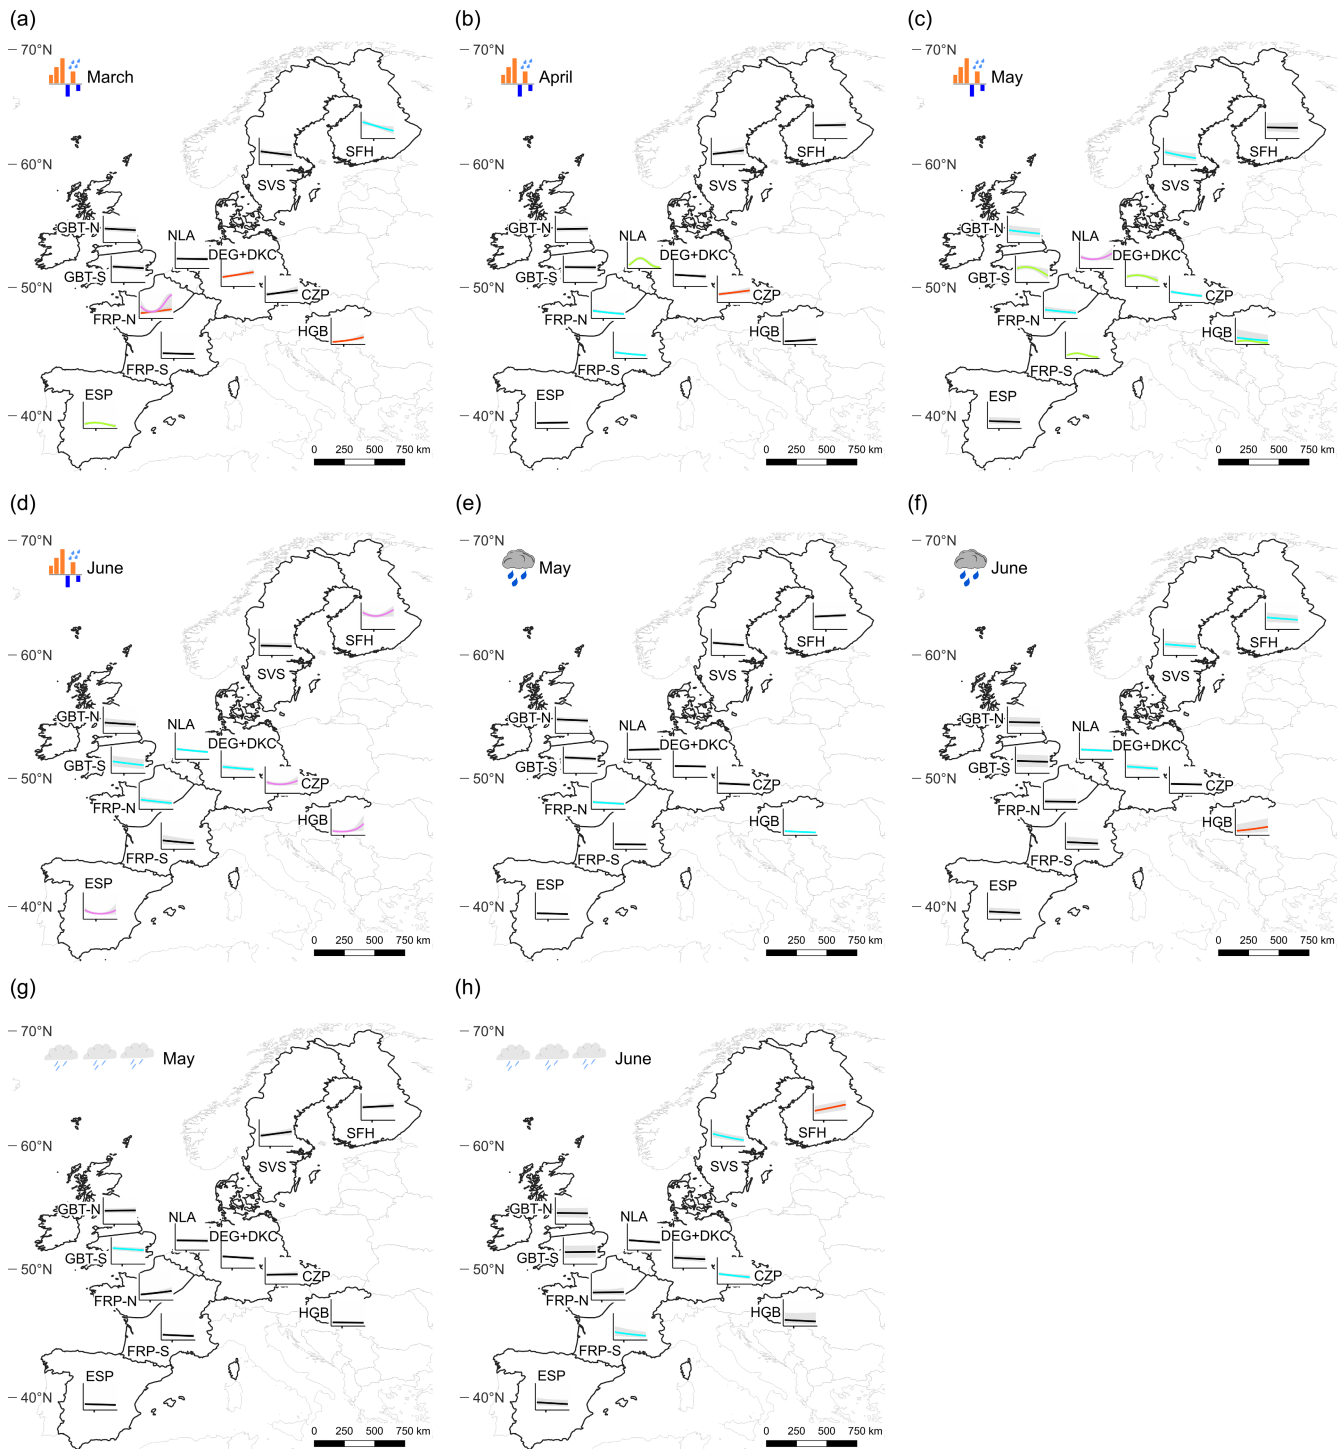 (a)
70°N
March
60°N
50°N
40°N
SFH
SVS
GBT-N
NLA
DEG+DKC
GBT-S
CZP
FRP-N
HGB
FRP-S
ESP
0 250 500 750 km
(b)
70°N
April
60°N
50°N
40°N
SFH
SVS
GBT-N
NLA
DEG+DKC
GBT-S
CZP
FRP-N
HGB
FRP-S
ESP
0 250 500 750 km
(c)
70°N
May
60°N
50°N
40°N
SFH
SVS
GBT-N
NLA
DEG+DKC
GBT-S
CZP
FRP-N
HGB
FRP-S
ESP
0 250 500 750 km
(d)
70°N
June
60°N
50°N
40°N
SFH
SVS
GBT-N
NLA
DEG+DKC
GBT-S
CZP
FRP-N
HGB
FRP-S
ESP
0 250 500 750 km
(e)
70°N
May
60°N
50°N
40°N
SFH
SVS
GBT-N
NLA
DEG+DKC
GBT-S
CZP
FRP-N
HGB
FRP-S
ESP
0 250 500 750 km
(f)
70°N
June
60°N
50°N
40°N
SFH
SVS
GBT-N
NLA
DEG+DKC
GBT-S
CZP
FRP-N
HGB
FRP-S
ESP
0 250 500 750 km
(g)
70°N
May
60°N
50°N
40°N
SFH
SVS
GBT-N
NLA
DEG+DKC
GBT-S
CZP
FRP-N
HGB
FRP-S
ESP
0 250 500 750 km
(h)
70°N
June
60°N
50°N
40°N
SFH
SVS
GBT-N
NLA
DEG+DKC
GBT-S
CZP
FRP-N
HGB
FRP-S
ESP
0 250 500 750 km